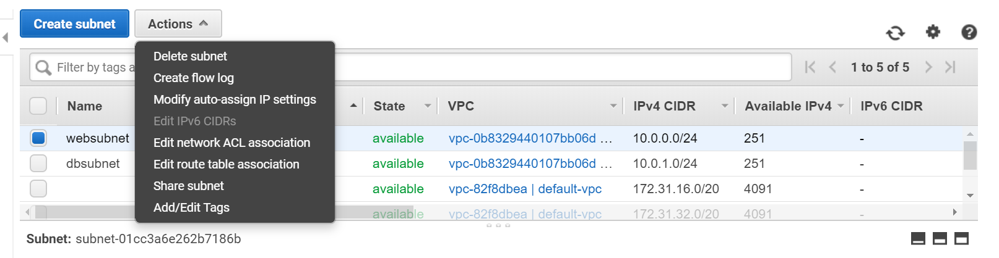 Create subnet Actions
Delete subnet
Filter by tags a 1 to 5 of 5
Create flow log
Modify auto-assign IP settings
Name State VPC IPv4 CIDR Available IPv4 IPv6 CIDR
Edit IPv6 CIDRs
websubnet available vpc-0b8329440107bb06d ... 10.0.0.0/24 251 -
Edit network ACL association
dbsubnet available vpc-0b8329440107bb06d ... 10.0.1.0/24 251 -
Edit route table association
Share subnet
available vpc-82f8dbea | default-vpc 172.31.16.0/20 4091 -
Add/Edit Tags
available vpc-82f8dbea | default-vpc 172.31.32.0/20 4091 -
Subnet: subnet-01cc3a6e262b7186b